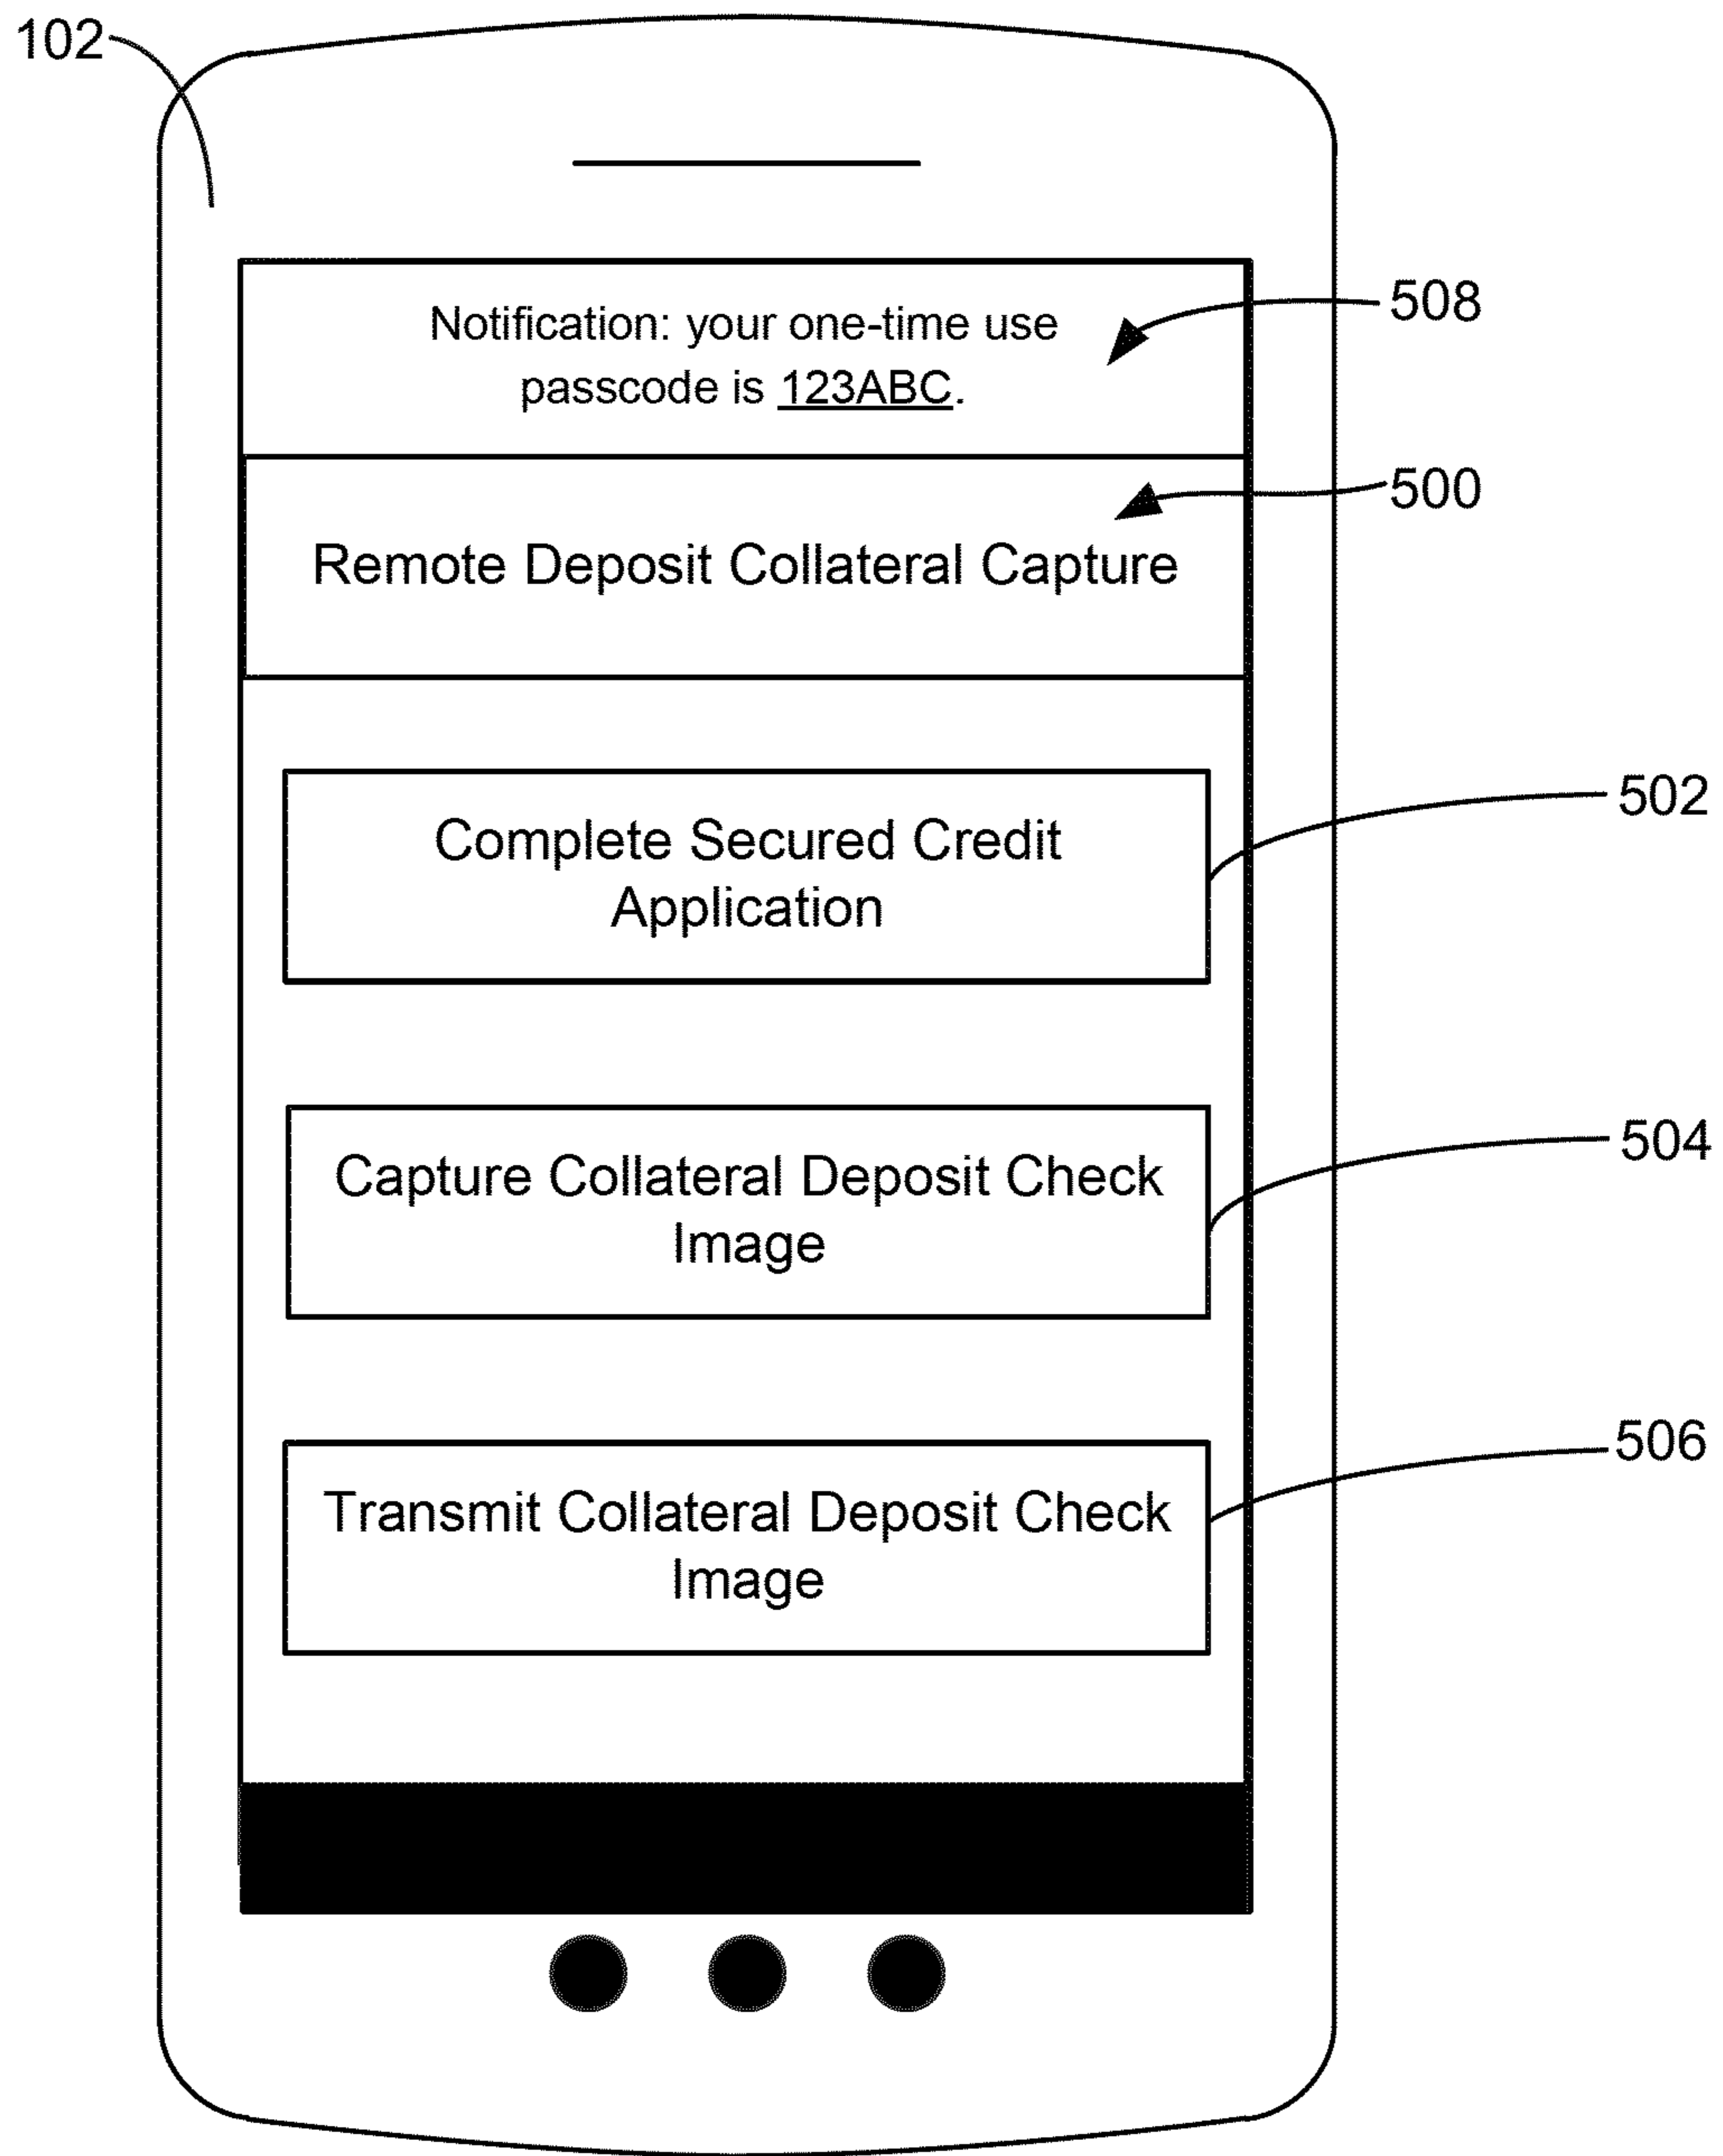 102
Notification: your one-time use
passcode is 123ABC.
508
500
Remote Deposit Collateral Capture
502
Complete Secured Credit
Application
504
Capture Collateral Deposit Check
Image
506
Transmit Collateral Deposit Check
Image